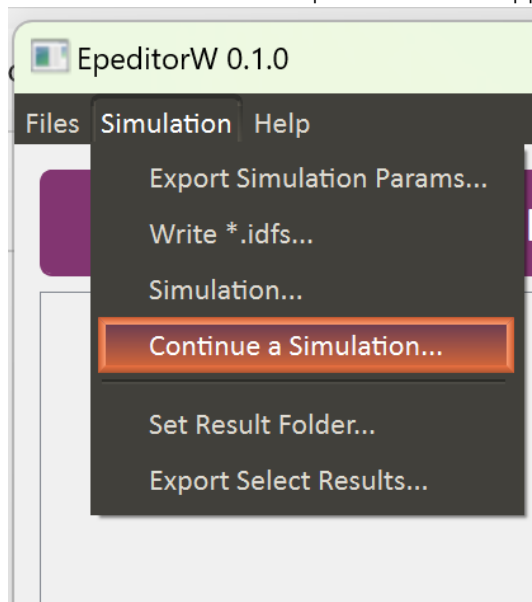 EpeditorW 0.1.0
Files Simulation Help
Export Simulation Params...
Write *.idfs...
Simulation...
Continue a Simulation...
Set Result Folder...
Export Select Results...